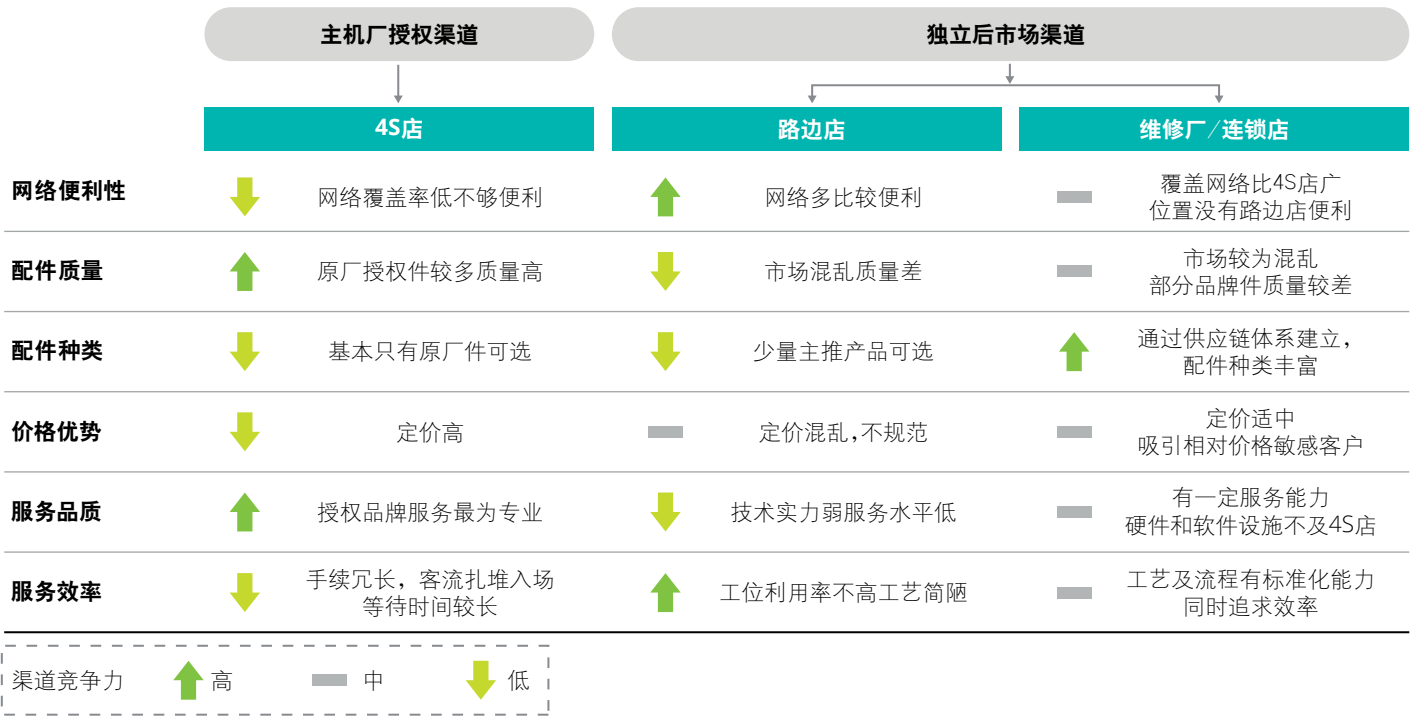 主机厂授权渠道
独立后市场渠道
4S店
路边店
维修厂/连锁店
网络便利性
网络覆盖率低不够便利
网络多比较便利
覆盖网络比4S店广
位置没有路边店便利
配件质量
原厂授权件较多质量高
市场混乱质量差
市场较为混乱
部分品牌件质量较差
配件种类
基本只有原厂件可选
少量主推产品可选
通过供应链体系建立，
配件种类丰富
价格优势
定价高
定价混乱,不规范
定价适中
吸引相对价格敏感客户
服务品质
授权品牌服务最为专业
技术实力弱服务水平低
有一定服务能力
硬件和软件设施不及4S店
服务效率
手续冗长，客流扎堆入场
等待时间较长
工位利用率不高工艺简陋
工艺及流程有标准化能力
同时追求效率
渠道竞争力
高
中
低